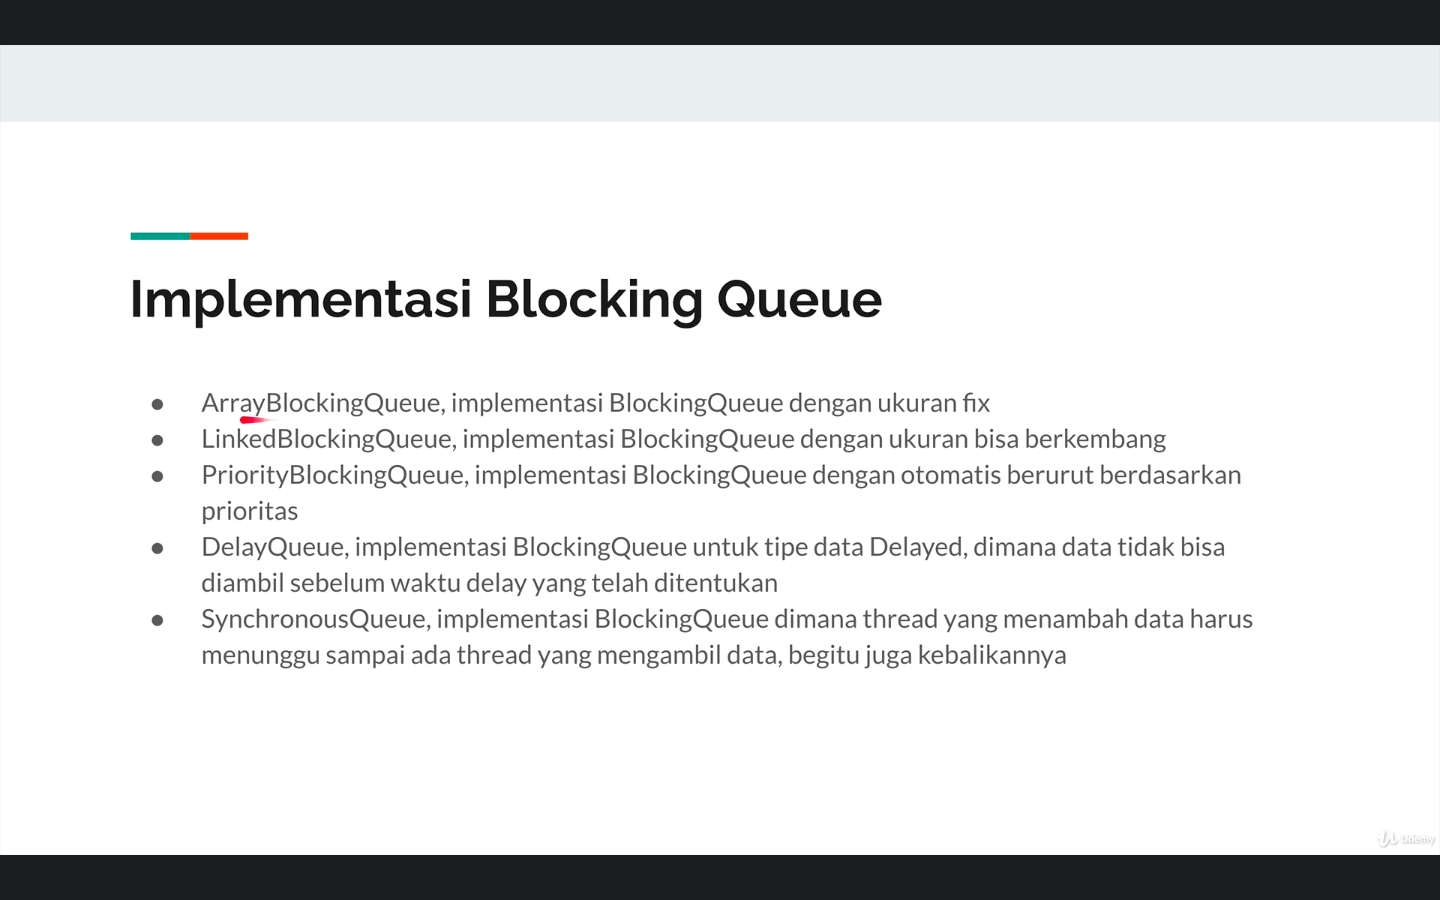 Implementasi Blocking Queue
● ArrayBlockingQueue, implementasi BlockingQueue dengan ukuran fix
● LinkedBlockingQueue, implementasi BlockingQueue dengan ukuran bisa berkembang
● PriorityBlockingQueue, implementasi BlockingQueue dengan otomatis berurut berdasarkan
prioritas
● DelayQueue, implementasi BlockingQueue untuk tipe data Delayed, dimana data tidak bisa
diambil sebelum waktu delay yang telah ditentukan
● SynchronousQueue, implementasi BlockingQueue dimana thread yang menambah data harus
menunggu sampai ada thread yang mengambil data, begitu juga kebalikannya
Udemy